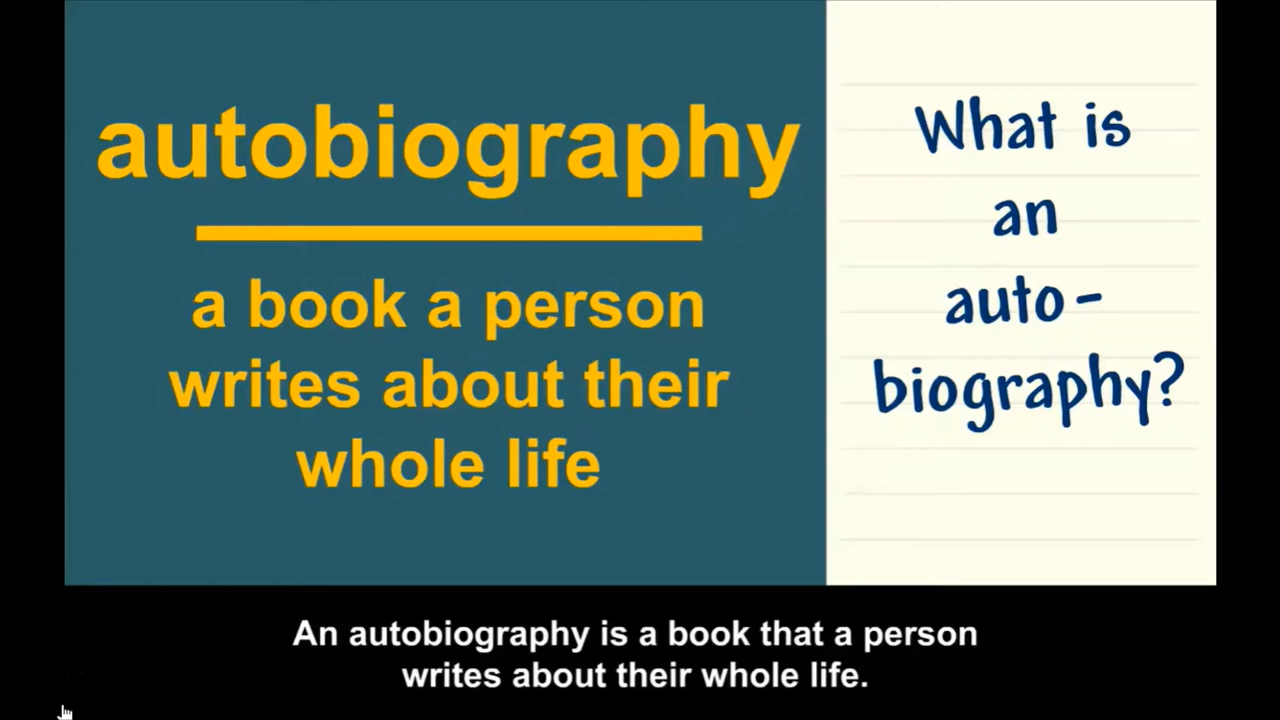 autobiography
a book a person
writes about their
whole life
What is
an
auto-
biography?
An autobiography is a book that a person
writes about their whole life.